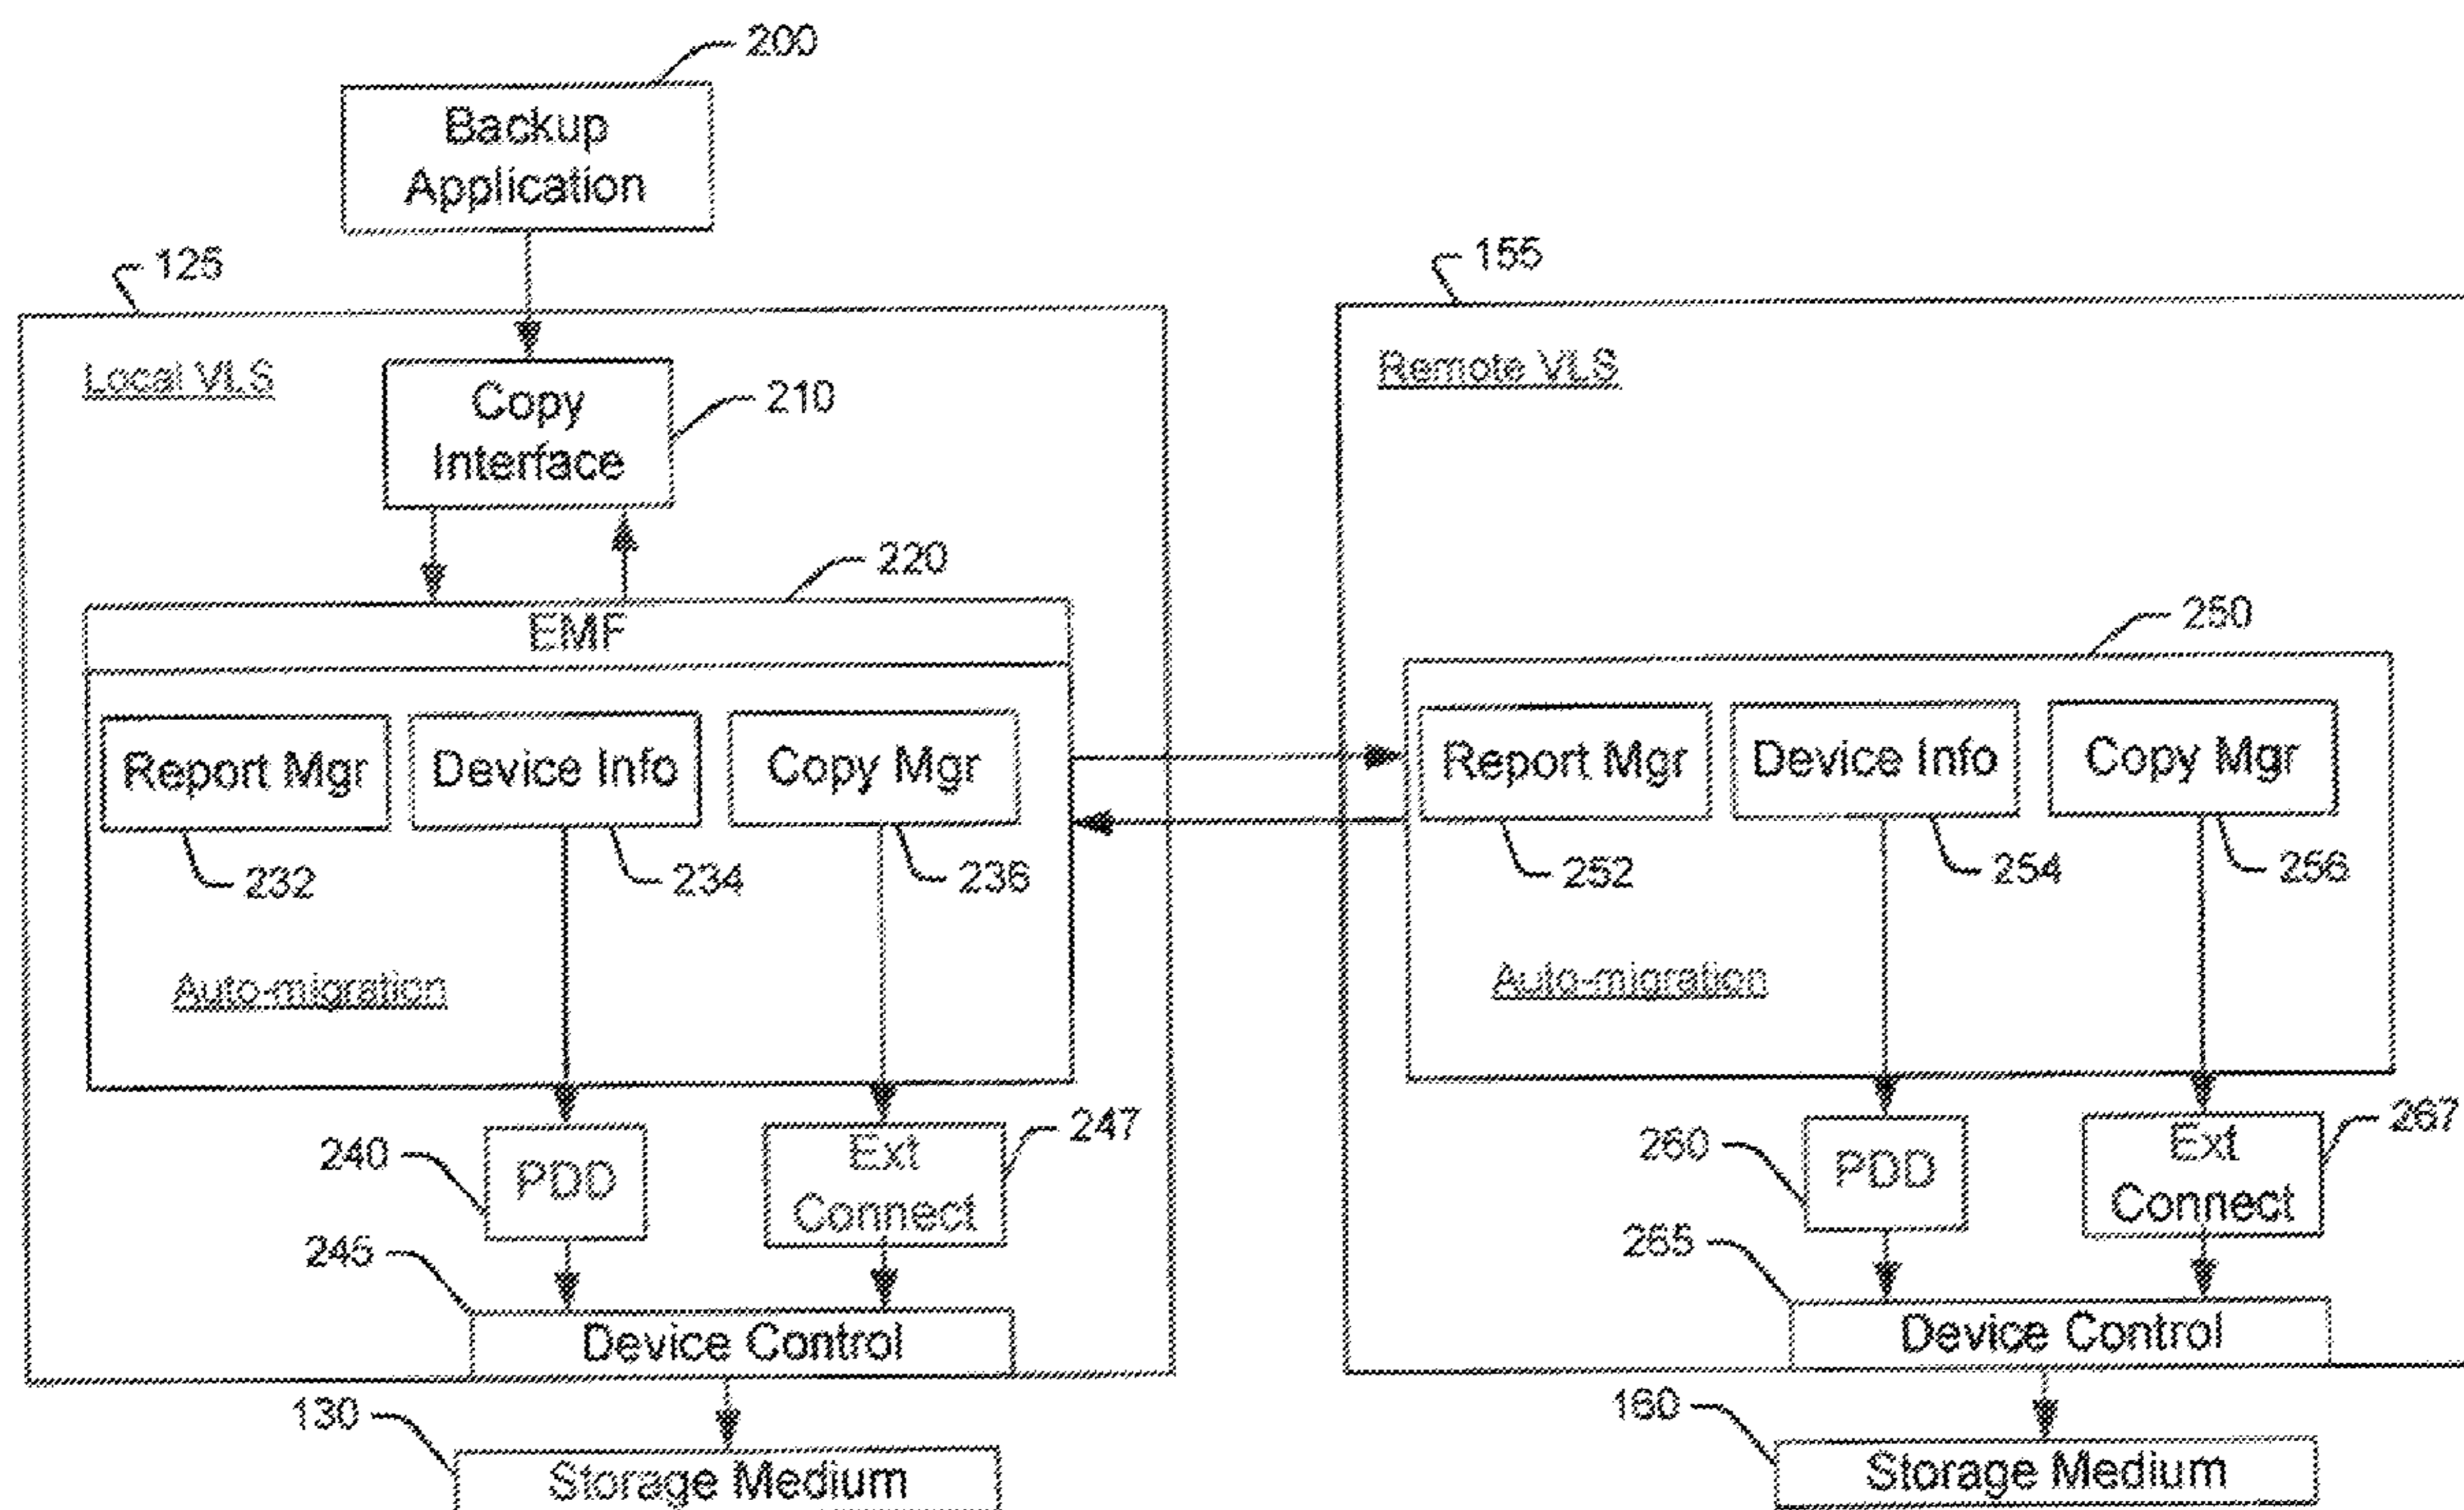 200
Backup
Application
125
155
Local VLS
Remote VLS
Copy
Interface
210
220
EMF
250
Report Mgr
Device Info
Copy Mgr
Report Mgr
Device Info
Copy Mgr
232
234
236
252
254
256
Auto-migration
Auto-migration
240
PDD
Ext
Connect
247
260
PDD
Ext
Connect
267
245
Device Control
265
Device Control
130
Storage Medium
160
Storage Medium